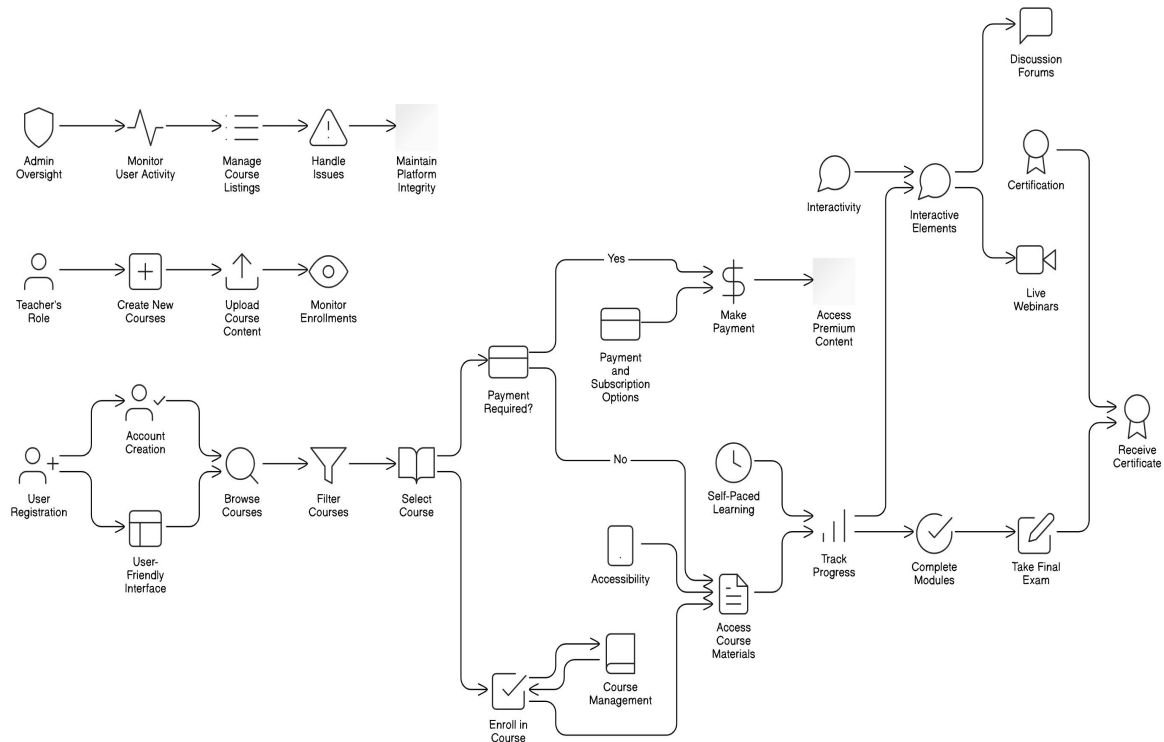 Discussion
Forums
Admin
Oversight
Monitor
User Activity
Manage
Course
Listings
Handle
Issues
Maintain
Platform
Integrity
Interactivity
Interactive
Elements
Certification
Live
Webinars
Teacher's
Role
Create New
Courses
Upload
Course
Content
Monitor
Enrollments
Yes
Make
Payment
Access
Premium
Content
Payment
and
Subscription
Options
Payment
Required?
No
User
Registration
Account
Creation
User-
Friendly
Interface
Browse
Courses
Filter
Courses
Select
Course
Self-Paced
Learning
Accessibility
Access
Course
Materials
Track
Progress
Complete
Modules
Take Final
Exam
Receive
Certificate
Course
Management
Enroll in
Course